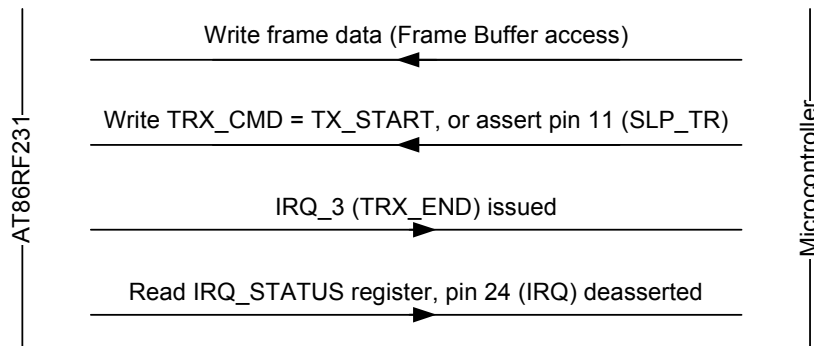 Write frame data (Frame Buffer access)
Write TRX_CMD = TX_START, or assert pin 11 (SLP_TR)
AT86RF231
Microcontroller
IRQ_3 (TRX_END) issued
Read IRQ_STATUS register, pin 24 (IRQ) deasserted